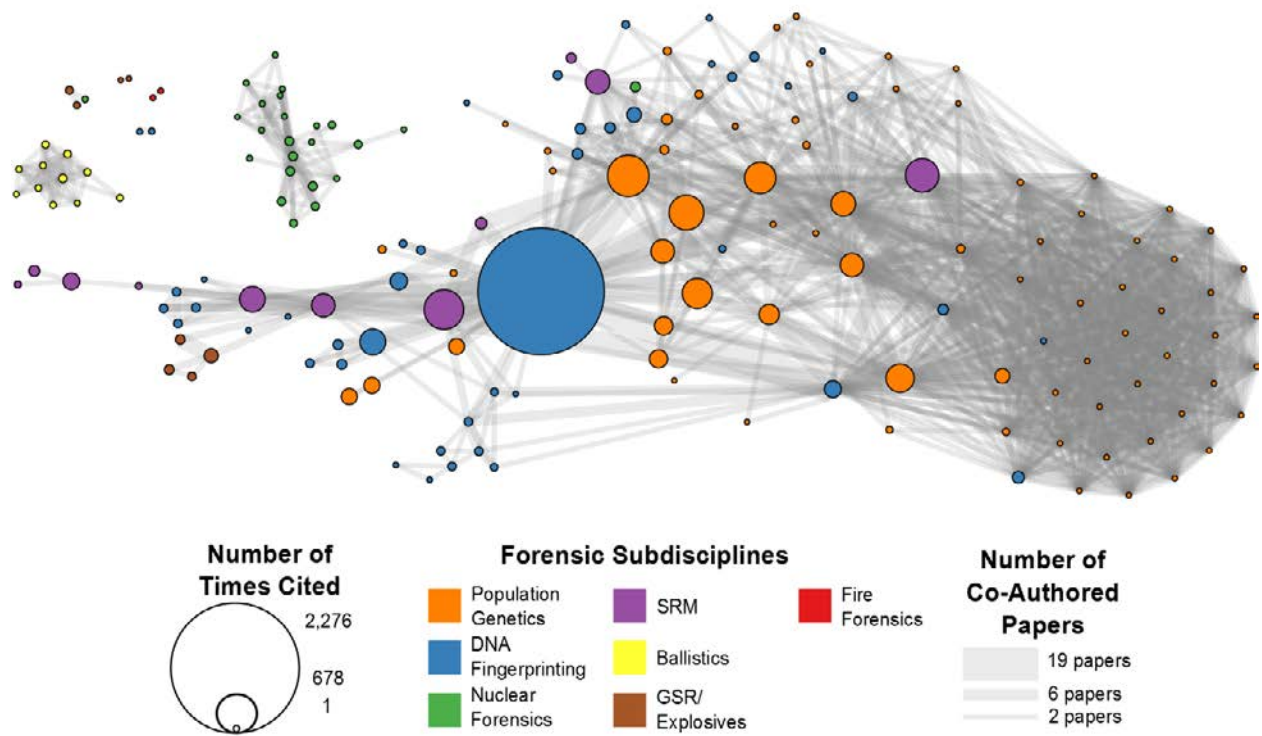 Number of
Times Cited
2,276
678
1
Forensic Subdisciplines
Population
Genetics
DNA
Fingerprinting
Nuclear
Forensics
SRM
Ballistics
GSR/
Explosives
Fire
Forensics
Number of
Co-Authored
Papers
19 papers
6 papers
2 papers